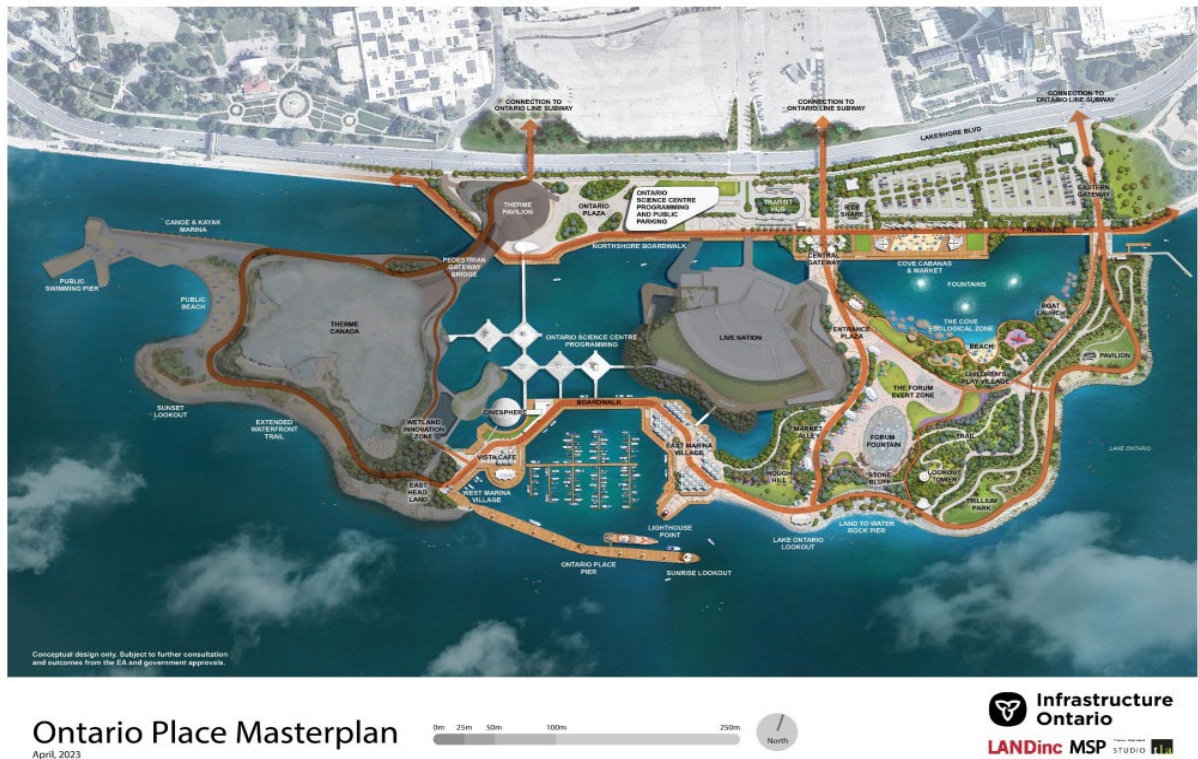 CONNECTION TO
ONTARIO LINE SUBWAY
CONNECTION TO
ONTARIO LINE SUBWAY
CONNECTION TO
ONTARIO LINE SUBWAY
LAKESHORE BLVD
THERME
PAVILION
ONTARIO
PLAZA
ONTARIO
SCIENCE CENTRE
PROGRAMMING
AND PUBLIC
PARKING
TRANSIT
HUB
RIDE
SHARE
EASTERN
GATEWAY
CANOE & KAYAK
MARINA
PROMENADE
NORTHSHORE BOARDWALK
PEDESTRIAN
GATEWAY
BRIDGE
CENTRAL
GATEWAY
COVE CABANAS
& MARKET
PUBLIC
SWIMMING PIER
FOUNTAINS
PUBLIC
BEACH
BOAT
LAUNCH
THERME
CANADA
THE COVE
ECOLOGICAL ZONE
ENTRANCE
PLAZA
LIVE NATION
ONTARIO SCIENCE CENTRE
PROGRAMMING
BEACH
PAVILION
CHILDREN'S
PLAY VILLAGE
THE FORUM
EVENT ZONE
SUNSET
LOOKOUT
EXTENDED
WATERFRONT
TRAIL
CINESPHERE
BOARDWALK
WETLAND
INNOVATION
ZONE
MARKET
ALLEY
TRAIL
FORUM
FOUNTAIN
EAST MARINA
VILLAGE
LAKE ONTARIO
VISTA CAFE
HOUGH
HILL
STONE
BLUFF
LOOKOUT
TOWER
EAST
HEAD
LAND
WEST MARINA
VILLAGE
TRILLIUM
PARK
LIGHTHOUSE
POINT
LAND TO WATER
ROCK PIER
LAKE ONTARIO
LOOKOUT
ONTARIO PLACE
PIER
SUNRISE LOOKOUT
Conceptual design only. Subject to further consultation
and outcomes from the EA and government approvals.
Ontario Place Masterplan
April, 2023
0m 25m 50m 100m 250m
North
Infrastructure
Ontario
LANDinc MSP STUDIO tla